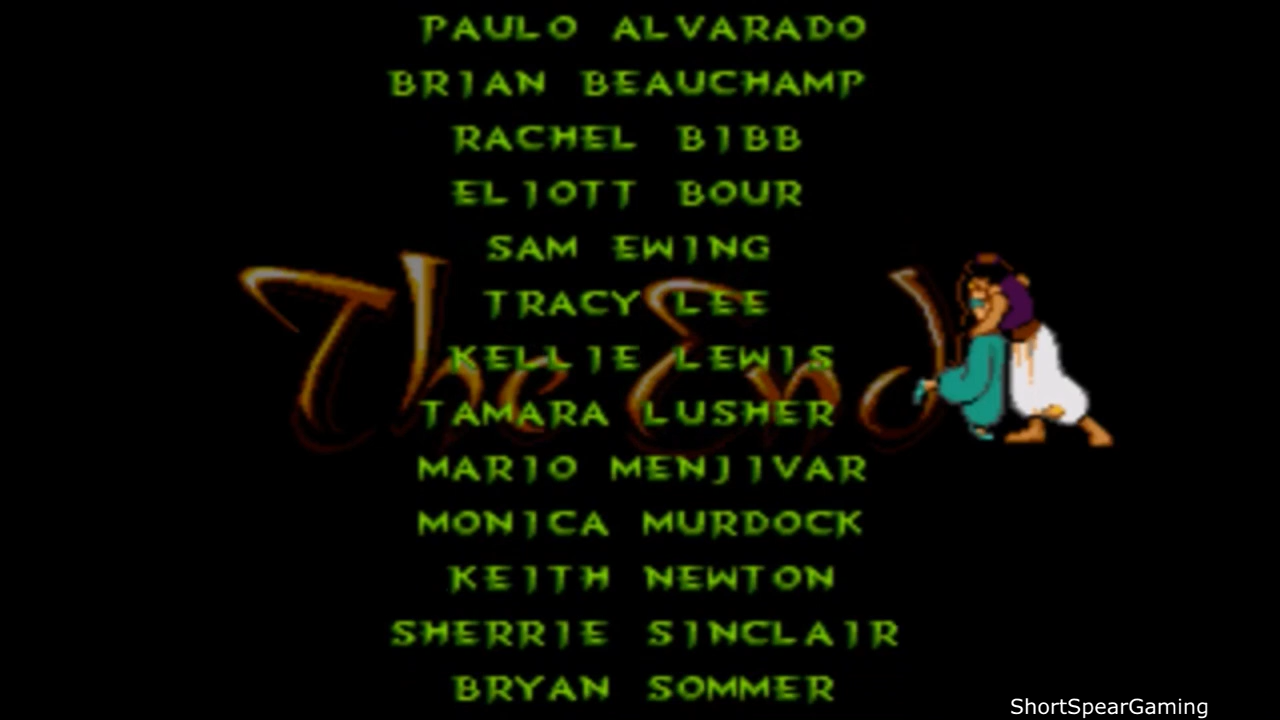 PAULO ALVARADO
BRIAN BEAUCHAMP
RACHEL BIBB
ELIOTT BOUR
SAM EWING
TRACY LEE
KELLIE LEWIS
TAMARA LUSHER
The End
MARIO MENJIVAR
MONICA MURDOCK
KEITH NEWTON
SHERRIE SINCLAIR
BRYAN SOMMER
ShortSpearGaming